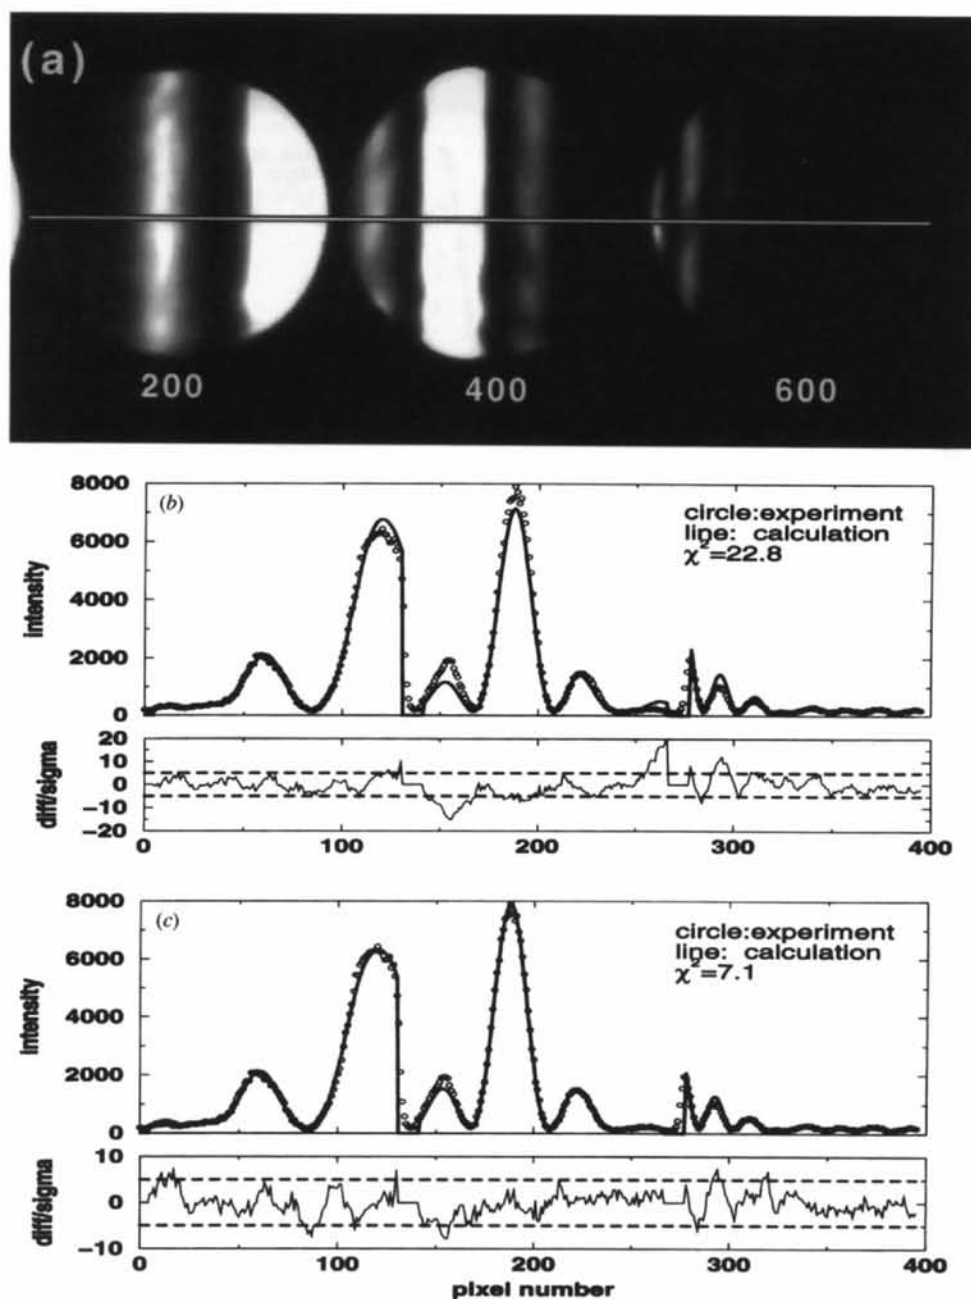 (a)
200 400 600
(b)
8000
6000
4000
2000
0
intensity
circle:experiment
line: calculation
χ²=22.8
20
10
0
−10
−20
diff/sigma
0 100 200 300 400
(c)
8000
6000
4000
2000
0
intensity
circle:experiment
line: calculation
χ²=7.1
10
0
−10
diff/sigma
0 100 200 300 400
pixel number